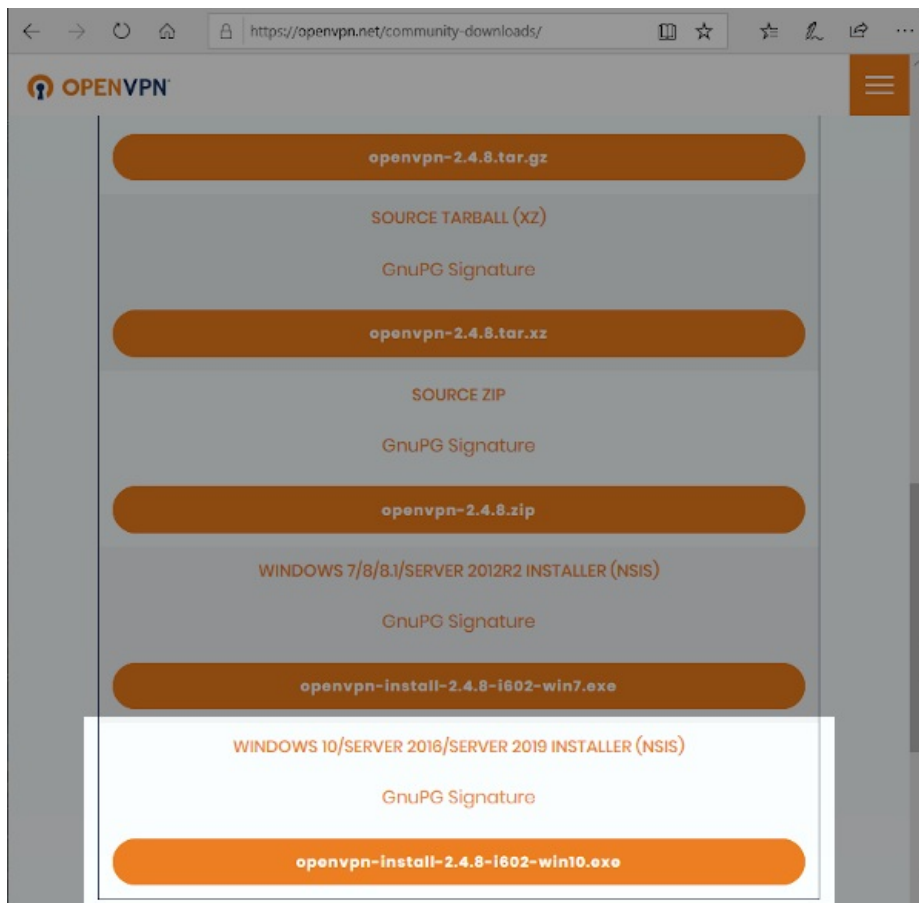 https://openvpn.net/community-downloads/
OPENVPN
openvpn-2.4.8.tar.gz
SOURCE TARBALL (XZ)
GnuPG Signature
openvpn-2.4.8.tar.xz
SOURCE ZIP
GnuPG Signature
openvpn-2.4.8.zip
WINDOWS 7/8/8.1/SERVER 2012R2 INSTALLER (NSIS)
GnuPG Signature
openvpn-install-2.4.8-i602-win7.exe
WINDOWS 10/SERVER 2016/SERVER 2019 INSTALLER (NSIS)
GnuPG Signature
openvpn-install-2.4.8-i602-win10.exe